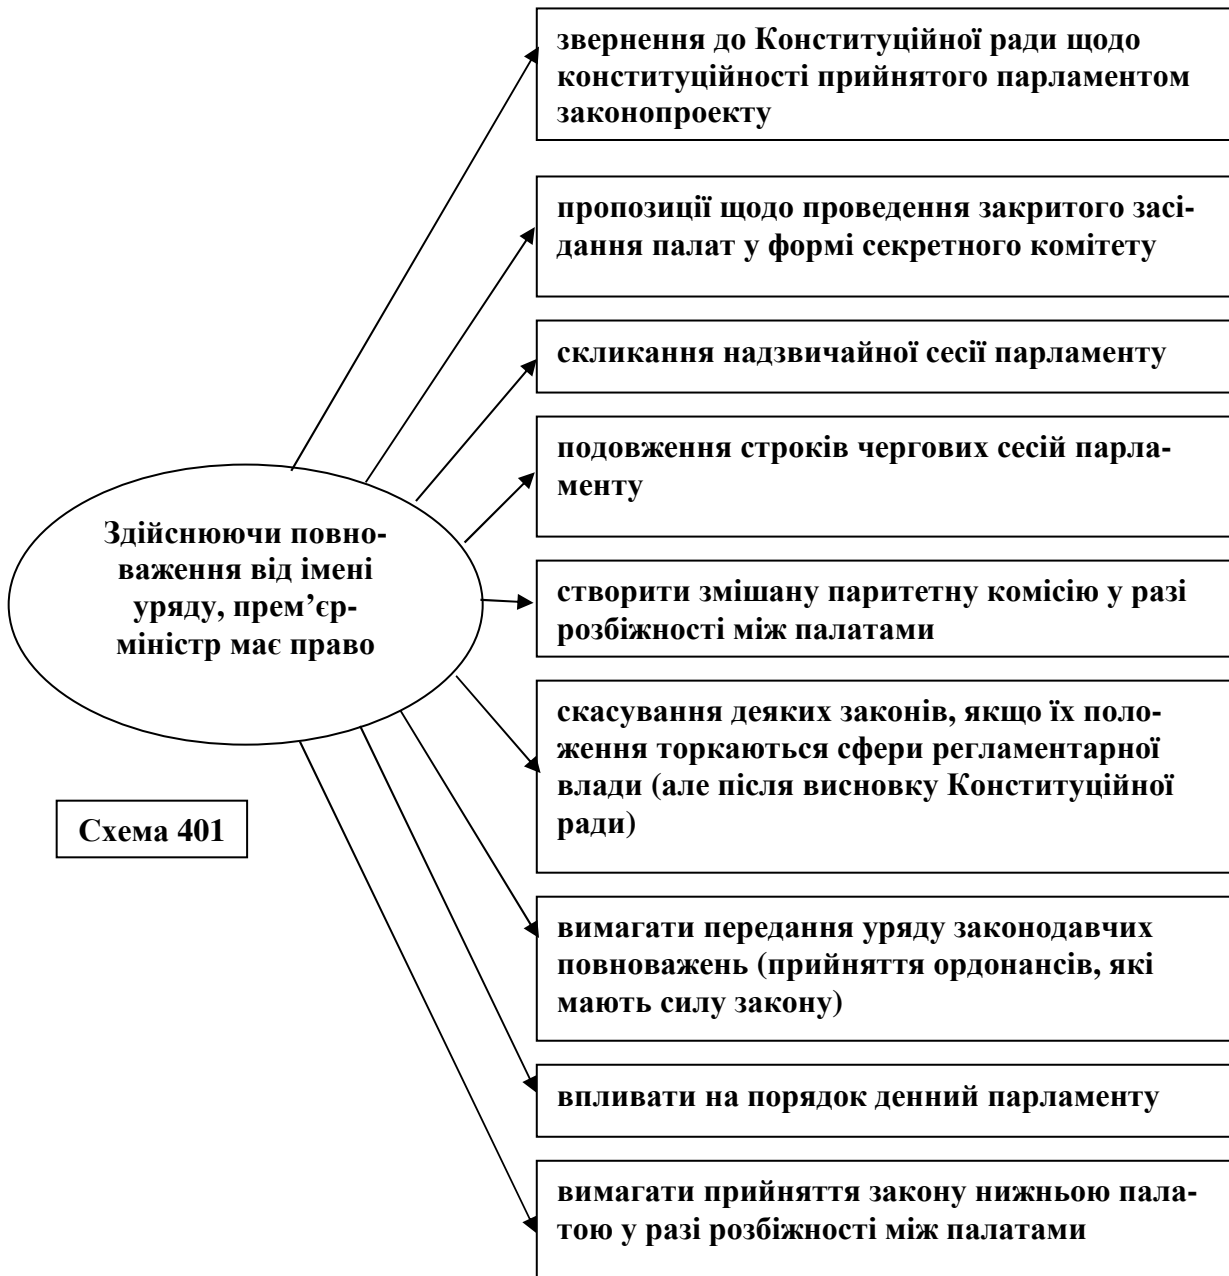 звернення до Конституційної ради щодо
конституційності прийнятого парламентом
законопроекту
пропозиції щодо проведення закритого засі-
дання палат у формі секретного комітету
скликання надзвичайної сесії парламенту
подовження строків чергових сесій парла-
менту
Здійснюючи повно-
важення від імені
уряду, прем’єр-
міністр має право
створити змішану паритетну комісію у разі
розбіжності між палатами
скасування деяких законів, якщо їх поло-
ження торкаються сфери регламентарної
влади (але після висновку Конституційної
ради)
Схема 401
вимагати передання уряду законодавчих
повноважень (прийняття ордонансів, які
мають силу закону)
впливати на порядок денний парламенту
вимагати прийняття закону нижньою пала-
тою у разі розбіжності між палатами